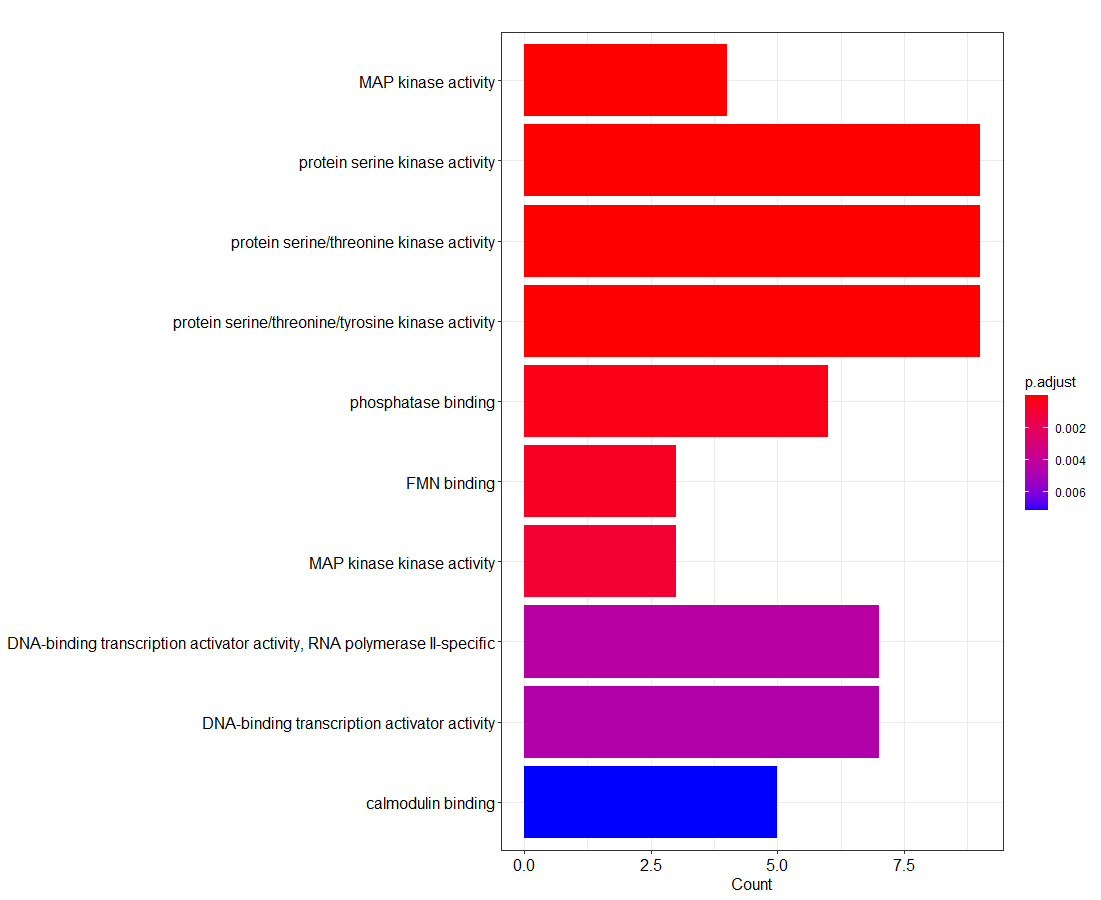 MAP kinase activity
protein serine kinase activity
protein serine/threonine kinase activity
protein serine/threonine/tyrosine kinase activity
phosphatase binding
FMN binding
MAP kinase kinase activity
DNA-binding transcription activator activity, RNA polymerase II-specific
DNA-binding transcription activator activity
calmodulin binding
0.0 2.5 5.0 7.5
Count
p.adjust
0.002
0.004
0.006